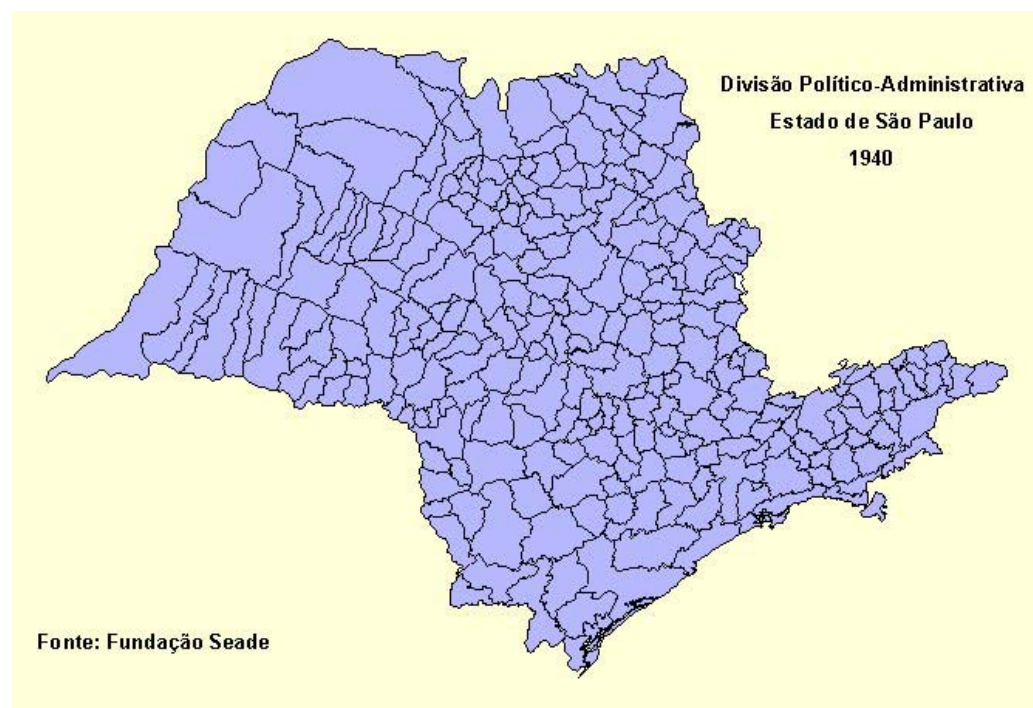 Divisão Político-Administrativa
Estado de São Paulo
1940
Fonte: Fundação Seade